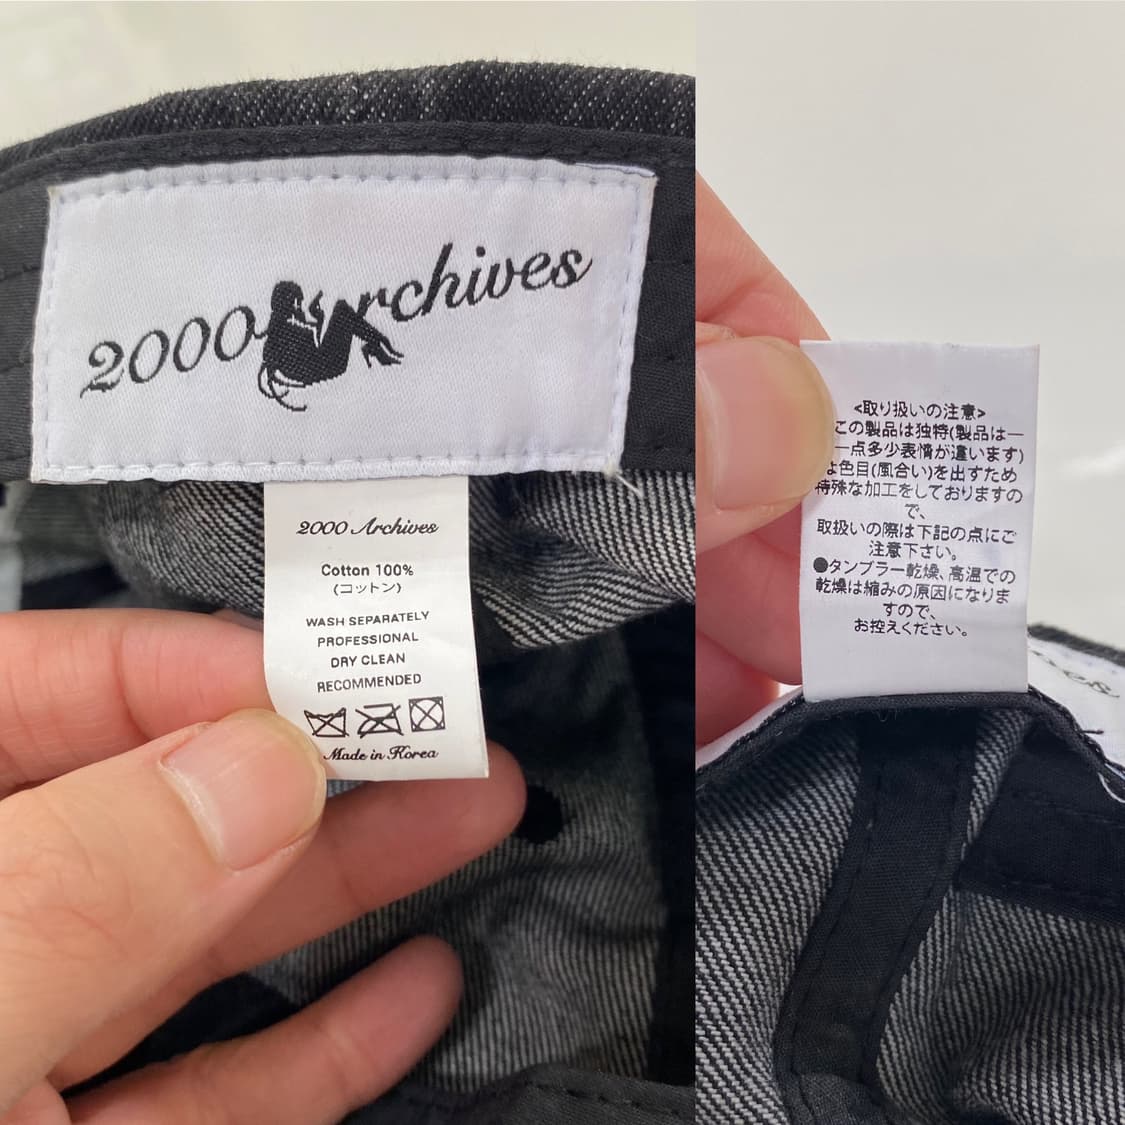 2000 Archives
2000 Archives
Cotton 100%
(コットン)
WASH SEPARATELY
PROFESSIONAL
DRY CLEAN
RECOMMENDED
Made in Korea
<取り扱いの注意>
この製品は独特(製品は一
一点多少表情が違います)
な色目(風合い)を出すため
特殊な加工をしておりますの
で、
取扱いの際は下記の点にご
注意下さい。
●タンブラー乾燥、高温での
乾燥は縮みの原因になりま
すので、
お控えください。
ves